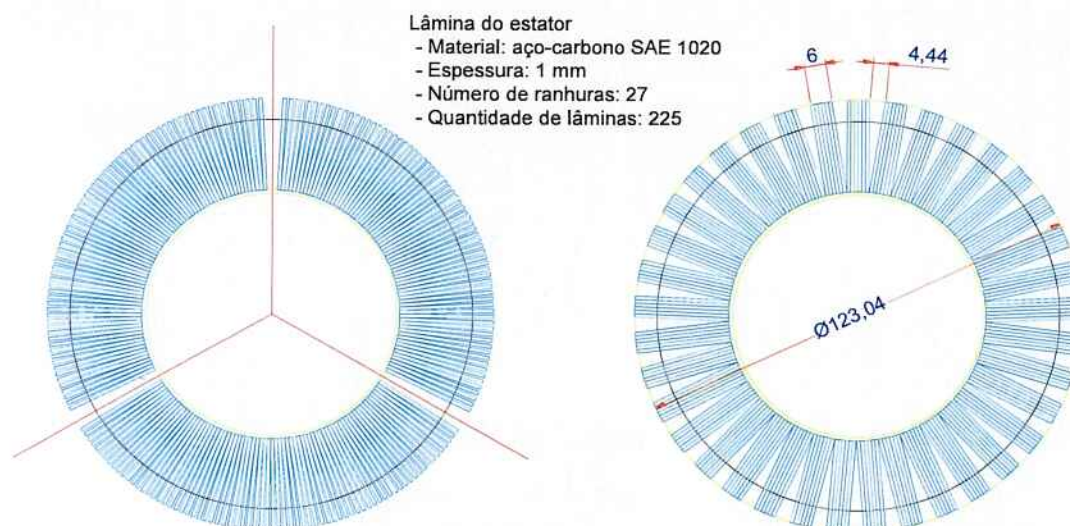 Lâmina do estator
- Material: aço-carbono SAE 1020
- Espessura: 1 mm
- Número de ranhuras: 27
- Quantidade de lâminas: 225
6
4,44
Ø123,04